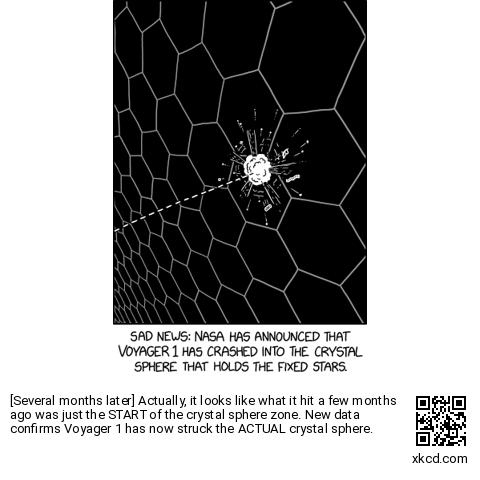 SAD NEWS: NASA HAS ANNOUNCED THAT
VOYAGER 1 HAS CRASHED INTO THE CRYSTAL
SPHERE THAT HOLDS THE FIXED STARS.
[Several months later] Actually, it looks like what it hit a few months
ago was just the START of the crystal sphere zone. New data
confirms Voyager 1 has now struck the ACTUAL crystal sphere.
xkcd.com